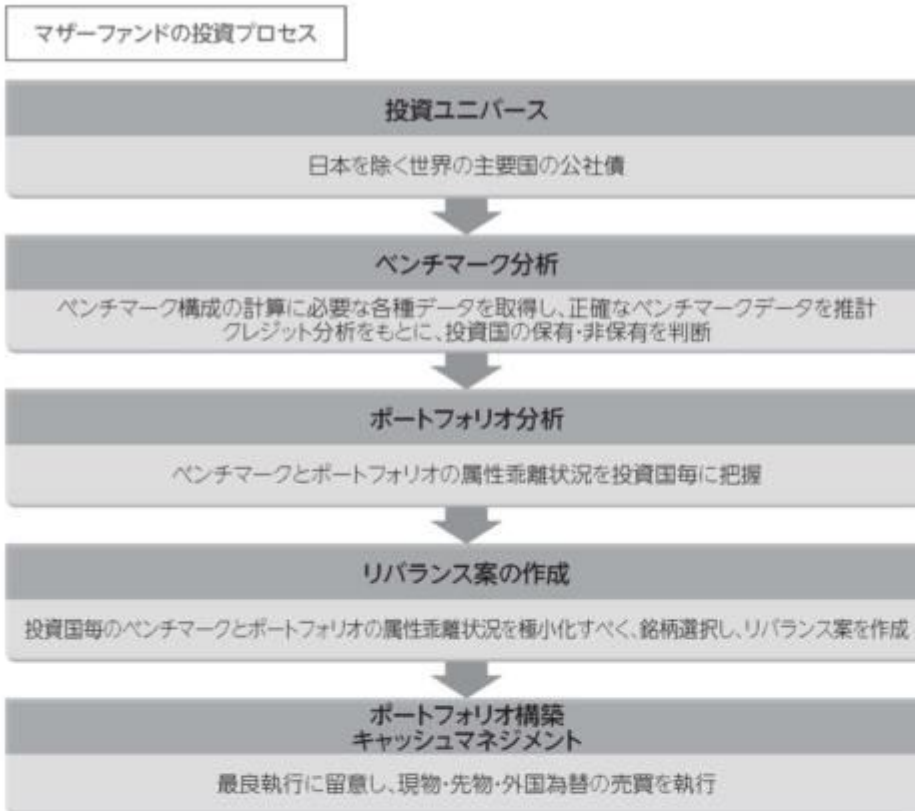 マザーファンドの投資プロセス
投資ユニバース
日本を除く世界の主要国の公社債
ベンチマーク分析
ベンチマーク構成の計算に必要な各種データを取得し、正確なベンチマークデータを推計
クレジット分析をもとに、投資国の保有・非保有を判断
ポートフォリオ分析
ベンチマークとポートフォリオの属性乖離状況を投資国毎に把握
リバランス案の作成
投資国毎のベンチマークとポートフォリオの属性乖離状況を極小化すべく、銘柄選択し、リバランス案を作成
ポートフォリオ構築
キャッシュマネジメント
最良執行に留意し、現物・先物・外国為替の売買を執行